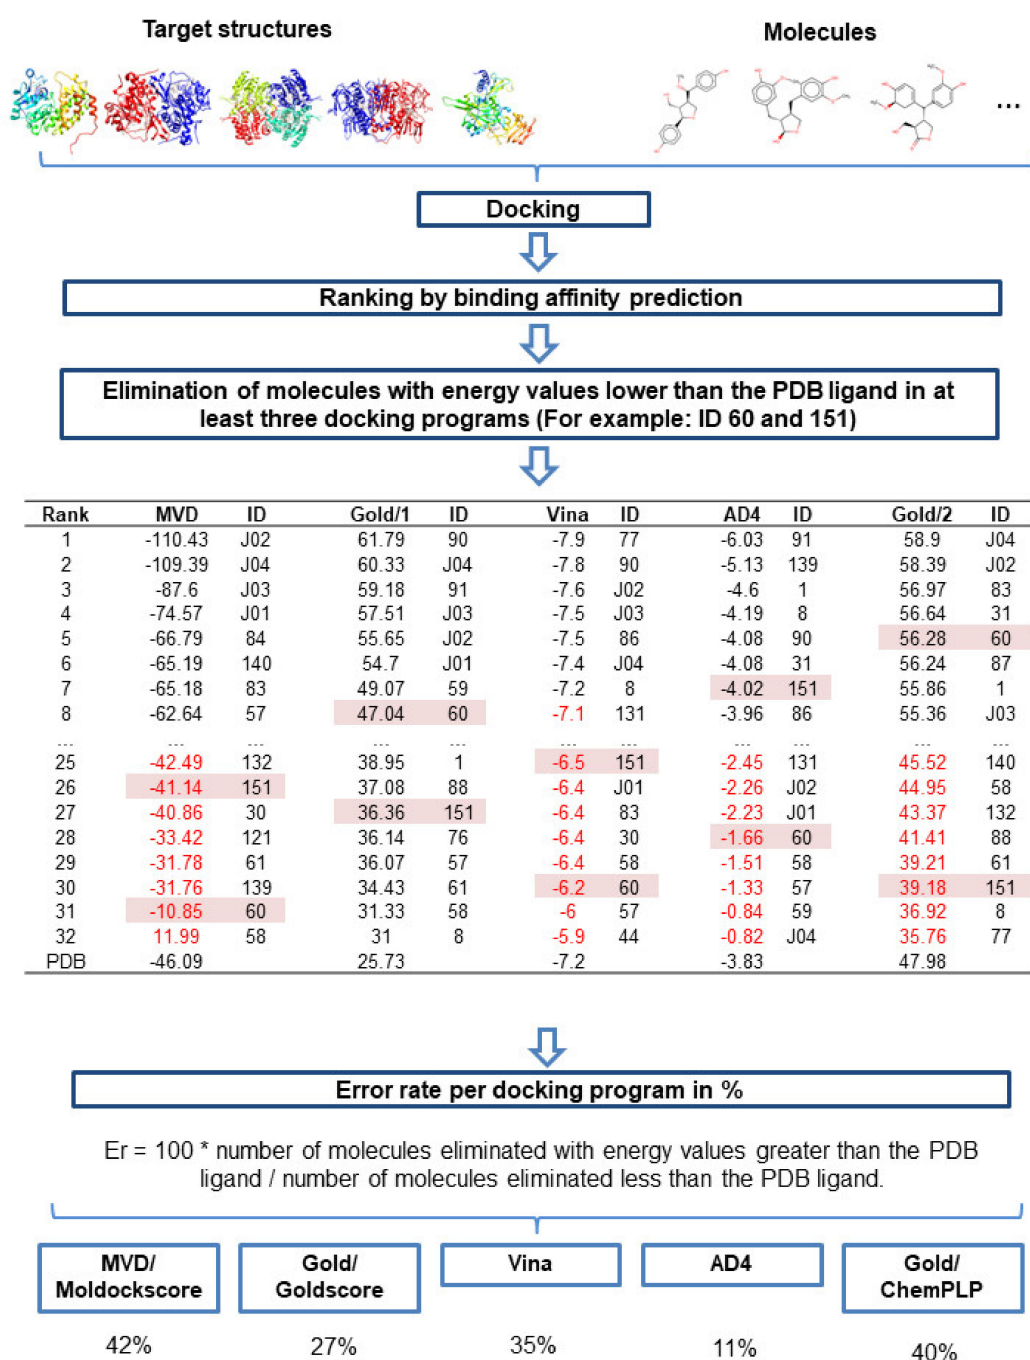 Target structures
Molecules
...
Docking
Ranking by binding affinity prediction
Elimination of molecules with energy values lower than the PDB ligand in at
least three docking programs (For example: ID 60 and 151)
Rank MVD ID Gold/1 ID Vina ID AD4 ID Gold/2 ID
1 -110.43 J02 61.79 90 -7.9 77 -6.03 91 58.9 J04
2 -109.39 J04 60.33 J04 -7.8 90 -5.13 139 58.39 J02
3 -87.6 J03 59.18 91 -7.6 J02 -4.6 1 56.97 83
4 -74.57 J01 57.51 J03 -7.5 J03 -4.19 8 56.64 31
5 -66.79 84 55.65 J02 -7.5 86 -4.08 90 56.28 60
6 -65.19 140 54.7 J01 -7.4 J04 -4.08 31 56.24 87
7 -65.18 83 49.07 59 -7.2 8 -4.02 151 55.86 1
8 -62.64 57 47.04 60 -7.1 131 -3.96 86 55.36 J03
... ... ... ... ... ... ... ... ... ... ...
25 -42.49 132 38.95 1 -6.5 151 -2.45 131 45.52 140
26 -41.14 151 37.08 88 -6.4 J01 -2.26 J02 44.95 58
27 -40.86 30 36.36 151 -6.4 83 -2.23 J01 43.37 132
28 -33.42 121 36.14 76 -6.4 30 -1.66 60 41.41 88
29 -31.78 61 36.07 57 -6.4 58 -1.51 58 39.21 61
30 -31.76 139 34.43 61 -6.2 60 -1.33 57 39.18 151
31 -10.85 60 31.33 58 -6 57 -0.84 59 36.92 8
32 11.99 58 31 8 -5.9 44 -0.82 J04 35.76 77
PDB -46.09 25.73 -7.2 -3.83 47.98
Error rate per docking program in %
Er = 100 * number of molecules eliminated with energy values greater than the PDB
ligand / number of molecules eliminated less than the PDB ligand.
MVD/
Moldockscore
Gold/
Goldscore
Vina
AD4
Gold/
ChemPLP
42% 27% 35% 11% 40%